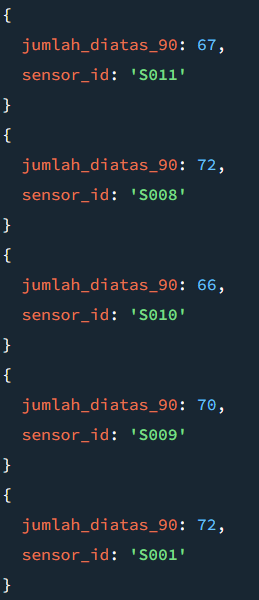 {
jumlah_diatas_90: 67,
sensor_id: 'S011'
}
{
jumlah_diatas_90: 72,
sensor_id: 'S008'
}
{
jumlah_diatas_90: 66,
sensor_id: 'S010'
}
{
jumlah_diatas_90: 70,
sensor_id: 'S009'
}
{
jumlah_diatas_90: 72,
sensor_id: 'S001'
}